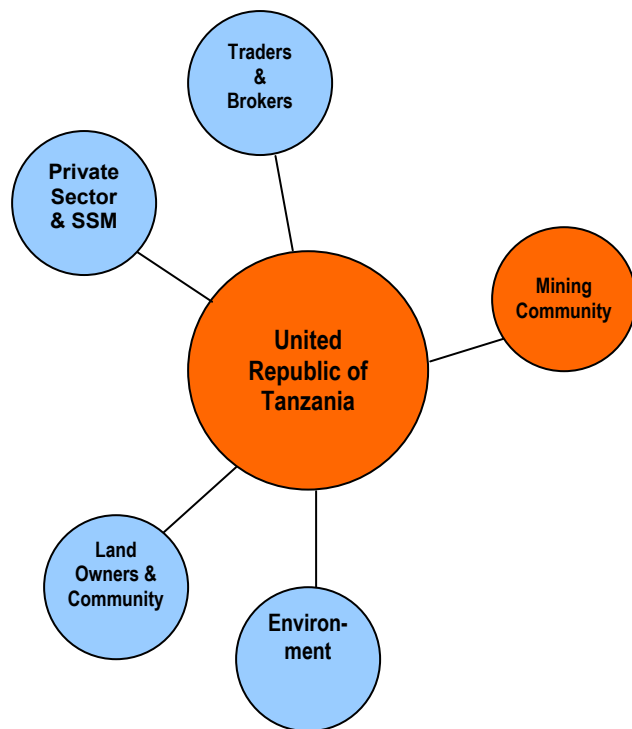 Traders
&
Brokers
Private
Sector
& SSM
Mining
Community
United
Republic of
Tanzania
Land
Owners &
Community
Environ-
ment